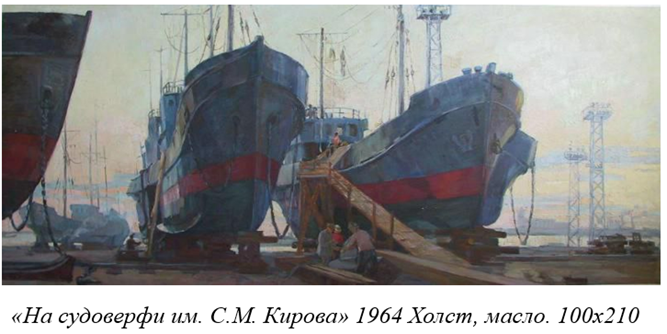 «На судоверфи им. С.М. Кирова» 1964 Холст, масло. 100х210